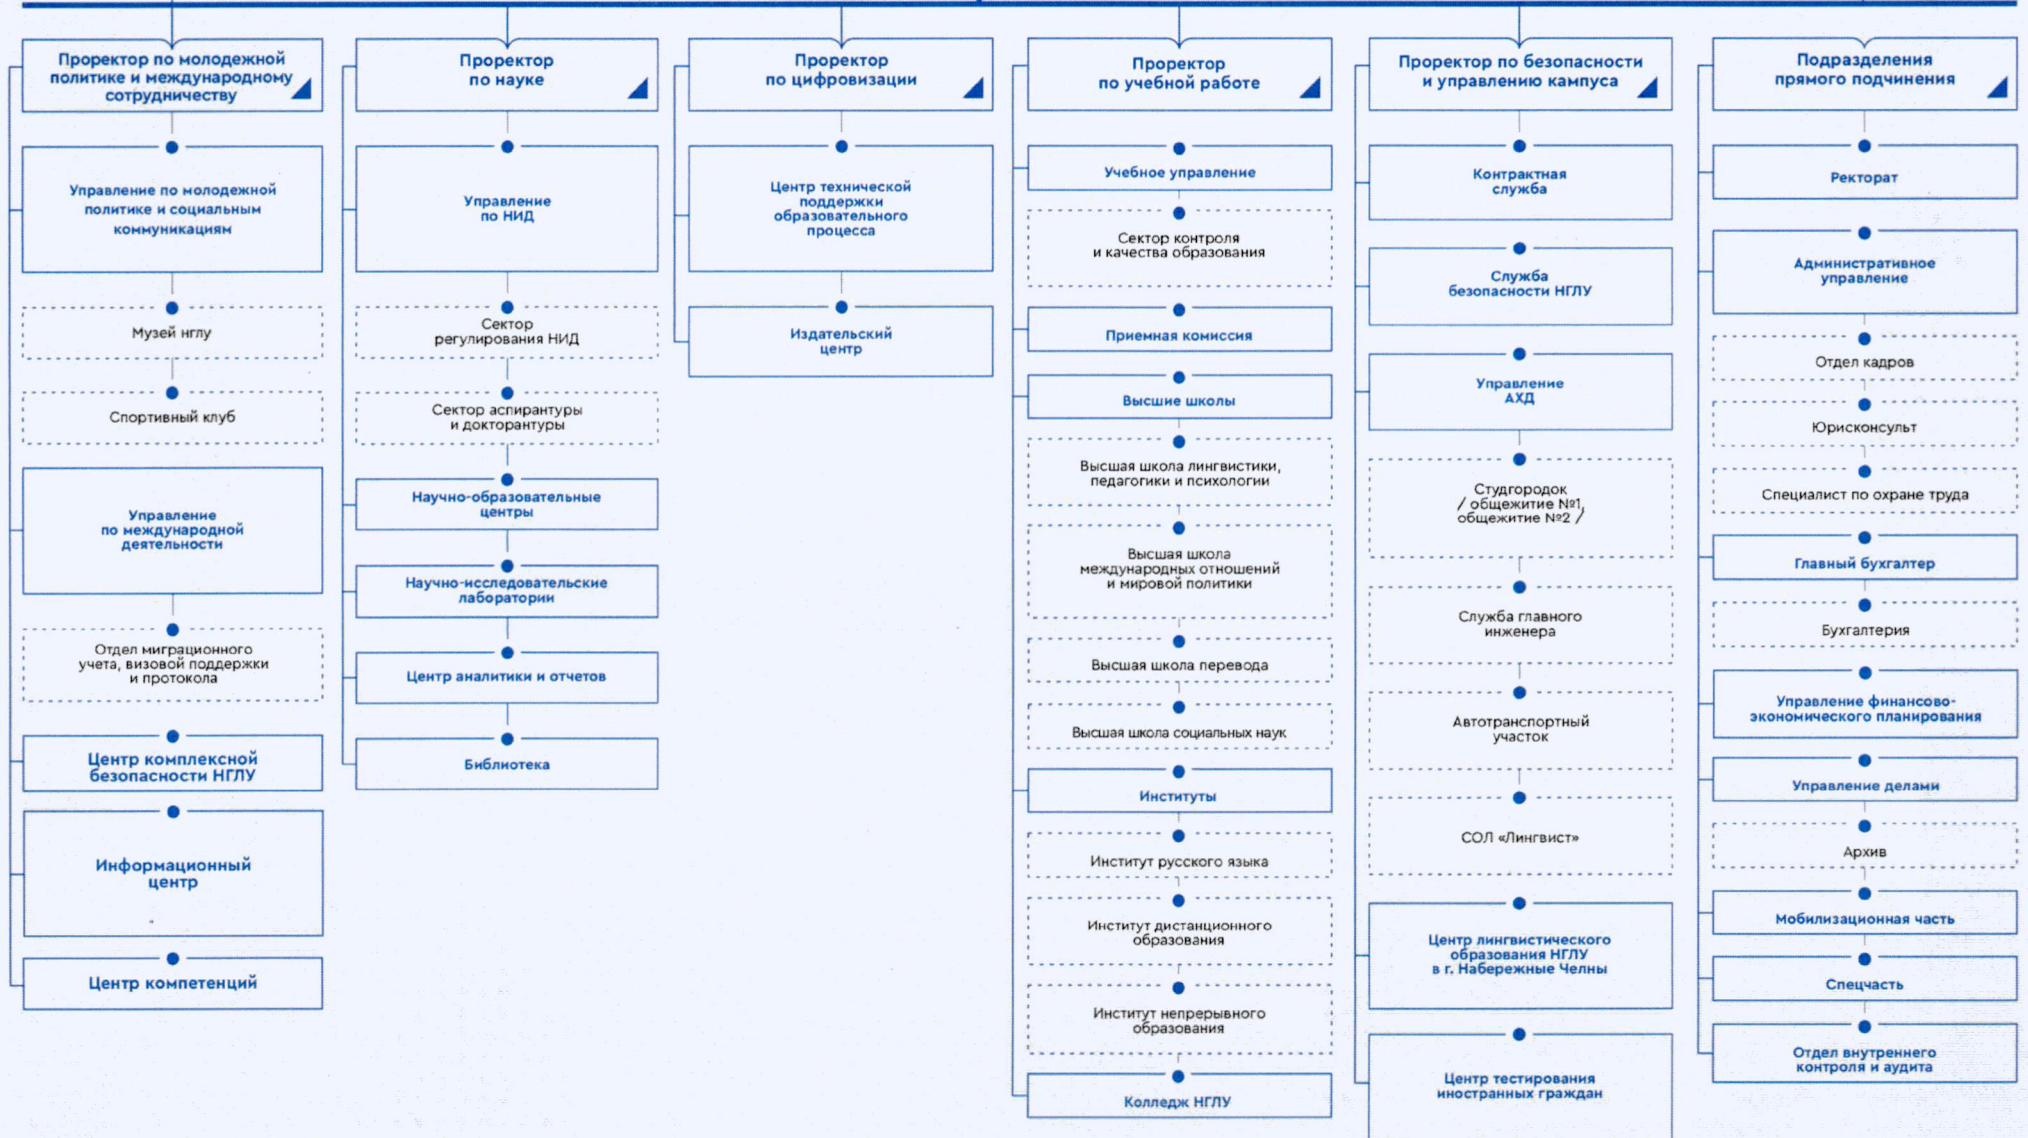 Проректор по молодежной
политике и международному
сотрудничеству
Управление по молодежной
политике и социальным
коммуникациям
Музей нглу
Спортивный клуб
Управление
по международной
деятельности
Отдел миграционного
учета, визовой поддержки
и протокола
Центр комплексной
безопасности НГЛУ
Информационный
центр
Центр компетенций
Проректор
по науке
Управление
по НИД
Сектор
регулирования НИД
Сектор аспирантуры
и докторантуры
Научно-образовательные
центры
Научно-исследовательские
лаборатории
Центр аналитики и отчетов
Библиотека
Проректор
по цифровизации
Центр технической
поддержки
образовательного
процесса
Издательский
центр
Проректор
по учебной работе
Учебное управление
Сектор контроля
и качества образования
Приемная комиссия
Высшие школы
Высшая школа лингвистики,
педагогики и психологии
Высшая школа
международных отношений
и мировой политики
Высшая школа перевода
Высшая школа социальных наук
Институты
Институт русского языка
Институт дистанционного
образования
Институт непрерывного
образования
Колледж НГЛУ
Проректор по безопасности
и управлению кампуса
Контрактная
служба
Служба
безопасности НГЛУ
Управление
АХД
Студгородок
/ общежитие №1,
общежитие №2 /
Служба главного
инженера
Автотранспортный
участок
СОЛ «Лингвист»
Центр лингвистического
образования НГЛУ
в г. Набережные Челны
Центр тестирования
иностранных граждан
Подразделения
прямого подчинения
Ректорат
Административное
управление
Отдел кадров
Юрисконсульт
Специалист по охране труда
Главный бухгалтер
Бухгалтерия
Управление финансово-
экономического планирования
Управление делами
Архив
Мобилизационная часть
Спецчасть
Отдел внутреннего
контроля и аудита